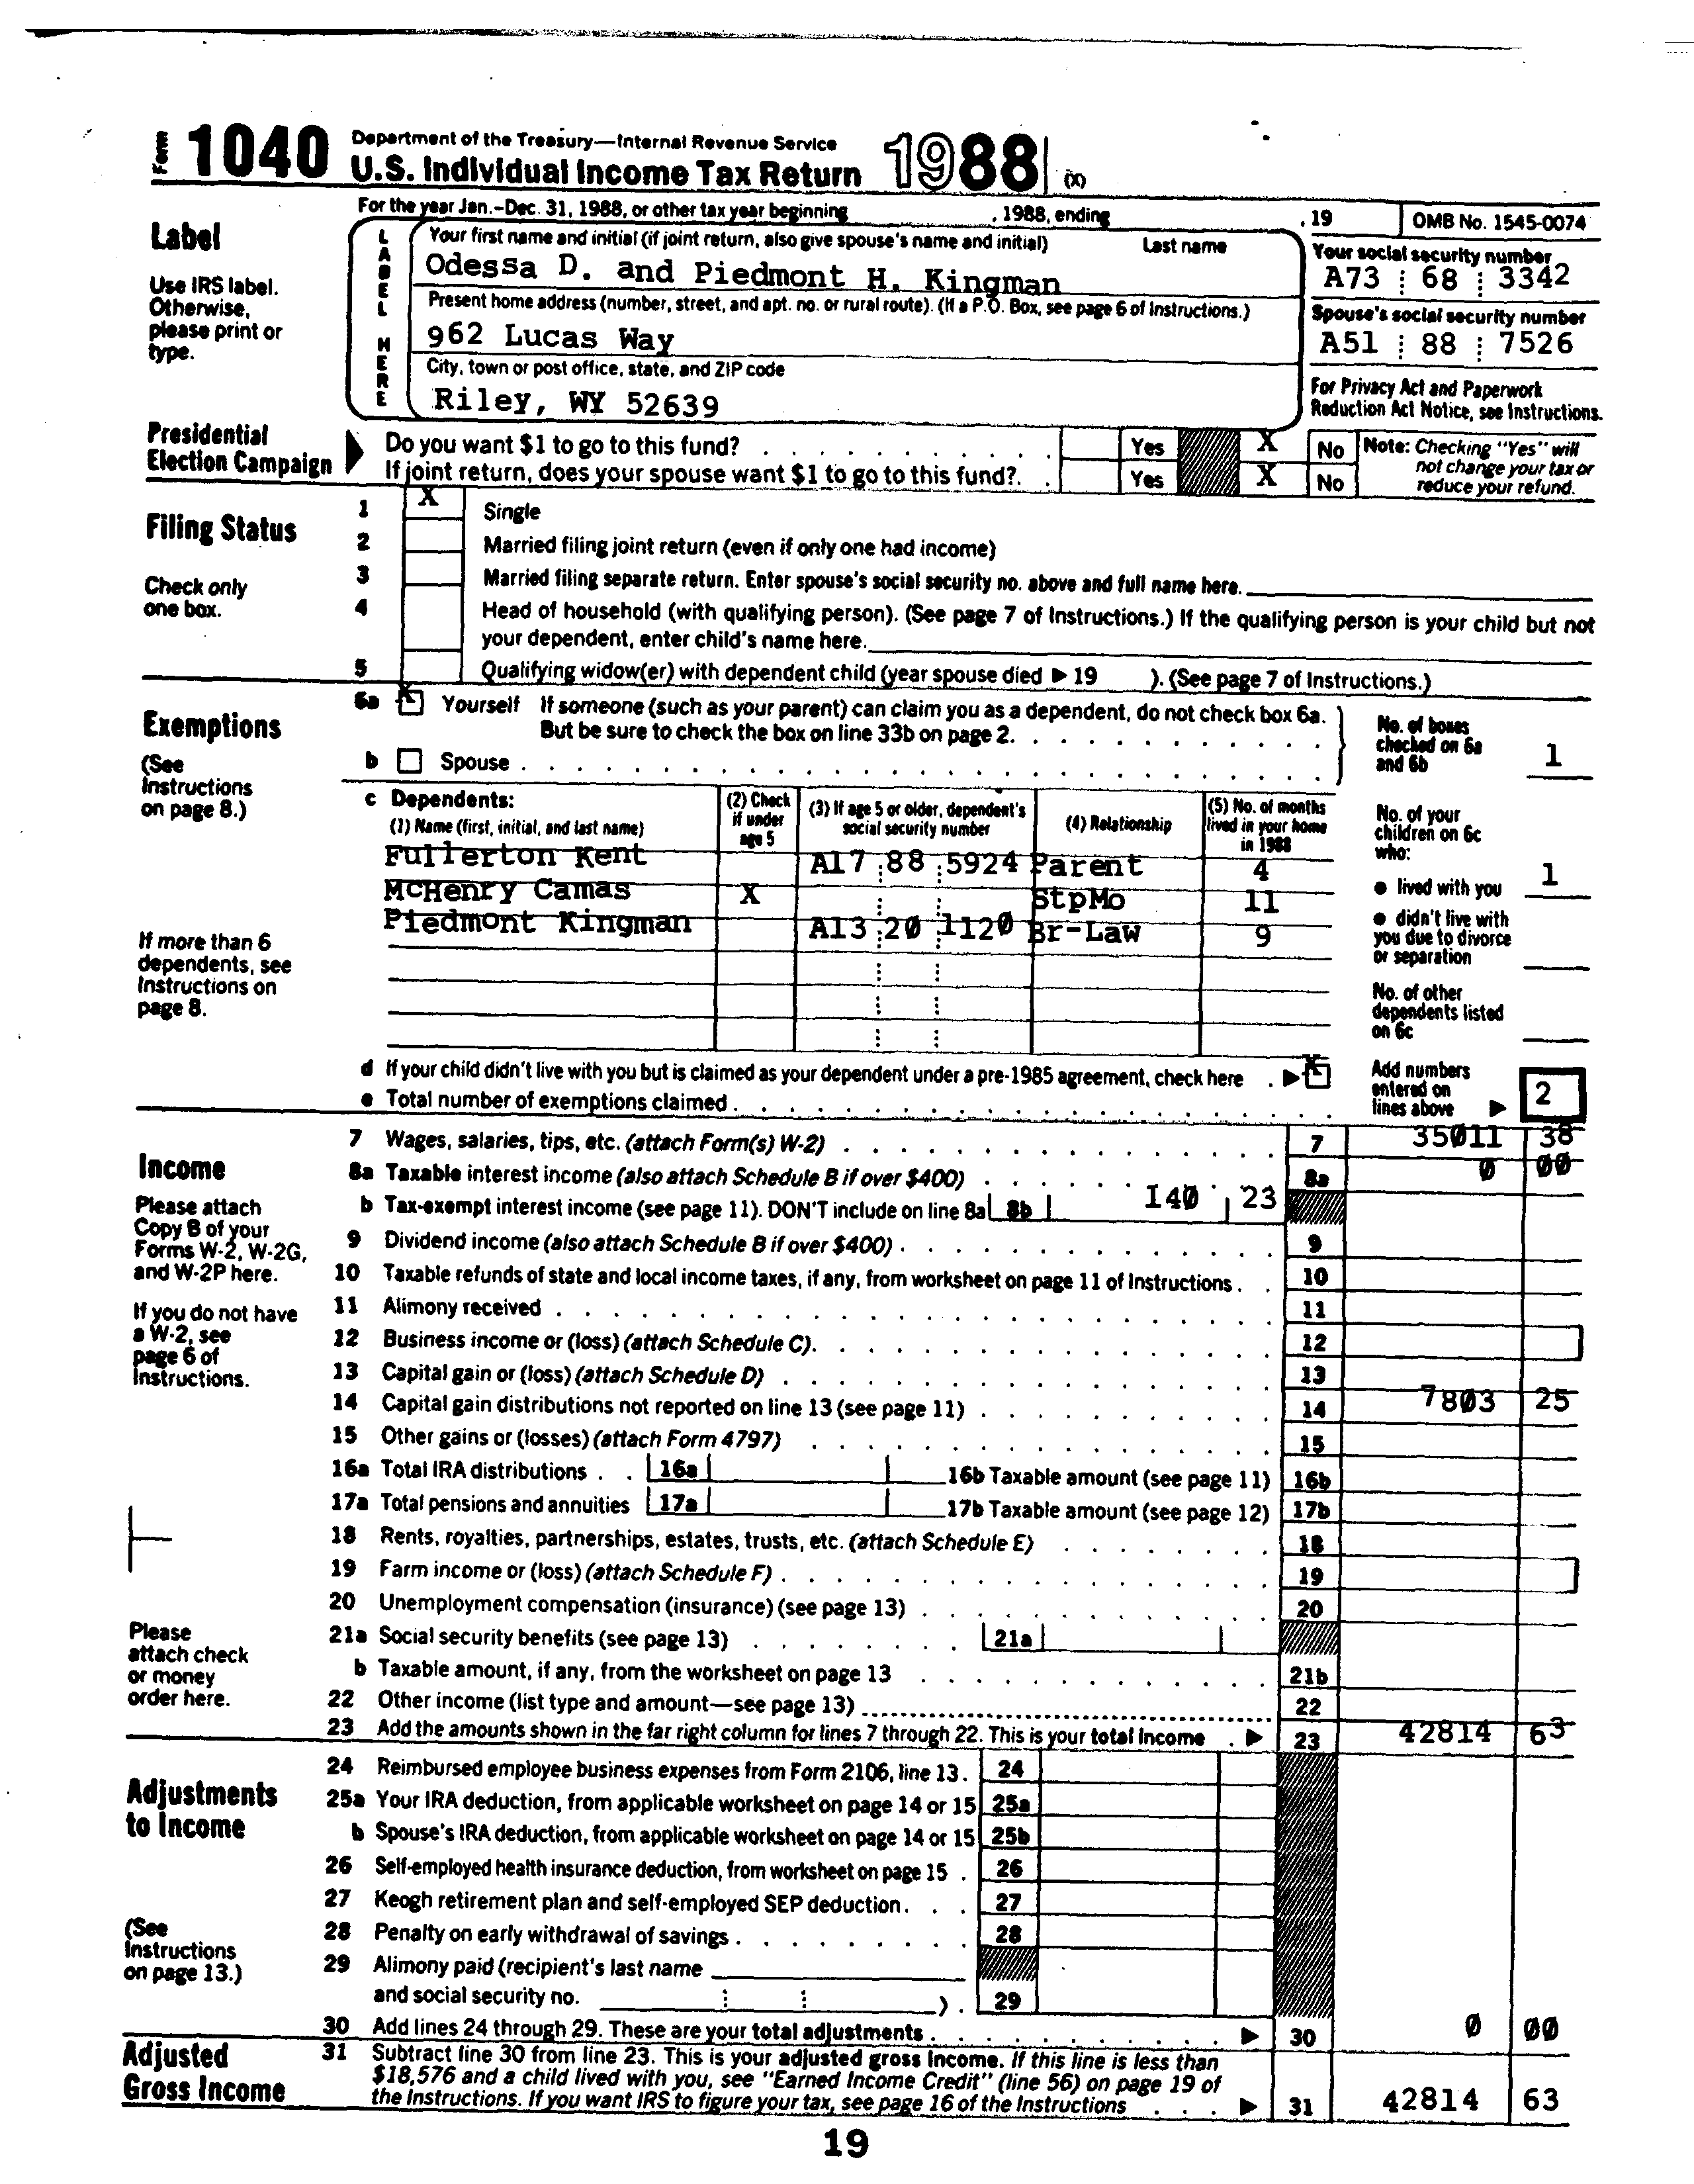 Form 1040 Department of the Treasury—Internal Revenue Service
U.S. Individual Income Tax Return 1988 (X)
For the year Jan.-Dec. 31, 1988, or other tax year beginning , 1988, ending , 19 OMB No. 1545-0074
Label
Use IRS label. Otherwise, please print or type.
LABEL HERE
Your first name and initial (if joint return, also give spouse's name and initial) Last name
Odessa D. and Piedmont H. Kingman
Your social security number
A73 68 3342
Present home address (number, street, and apt. no. or rural route). (If a P.O. Box, see page 6 of Instructions.)
962 Lucas Way
Spouse's social security number
A51 88 7526
City, town or post office, state, and ZIP code
Riley, WY 52639
For Privacy Act and Paperwork Reduction Act Notice, see Instructions.
Presidential Election Campaign
Do you want $1 to go to this fund? Yes X No
If joint return, does your spouse want $1 to go to this fund?. Yes X No
Note: Checking "Yes" will not change your tax or reduce your refund.
Filing Status
Check only one box.
1 X Single
2 Married filing joint return (even if only one had income)
3 Married filing separate return. Enter spouse's social security no. above and full name here.
4 Head of household (with qualifying person). (See page 7 of Instructions.) If the qualifying person is your child but not
your dependent, enter child's name here.
5 Qualifying widow(er) with dependent child (year spouse died ▶ 19 ). (See page 7 of Instructions.)
Exemptions
(See Instructions on page 8.)
6a X Yourself If someone (such as your parent) can claim you as a dependent, do not check box 6a.
But be sure to check the box on line 33b on page 2.
b Spouse
No. of boxes checked on 6a and 6b 1
c Dependents:
(1) Name (first, initial, and last name) (2) Check if under age 5 (3) If age 5 or older, dependent's social security number (4) Relationship (5) No. of months lived in your home in 1988
Fullerton Kent A17 88 5924 Parent 4
McHenry Camas X StpMo 11
Piedmont Kingman A13 20 1120 Br-Law 9
No. of your children on 6c who:
● lived with you 1
● didn't live with you due to divorce or separation
No. of other dependents listed on 6c
If more than 6 dependents, see Instructions on page 8.
d If your child didn't live with you but is claimed as your dependent under a pre-1985 agreement, check here . ▶ X
e Total number of exemptions claimed
Add numbers entered on lines above ▶ 2
Income
Please attach Copy B of your Forms W-2, W-2G, and W-2P here.
If you do not have a W-2, see page 6 of Instructions.
Please attach check or money order here.
7 Wages, salaries, tips, etc. (attach Form(s) W-2) 7 35011 38
8a Taxable interest income (also attach Schedule B if over $400) 8a 0 00
b Tax-exempt interest income (see page 11). DON'T include on line 8a 8b 140 23
9 Dividend income (also attach Schedule B if over $400) 9
10 Taxable refunds of state and local income taxes, if any, from worksheet on page 11 of Instructions 10
11 Alimony received 11
12 Business income or (loss) (attach Schedule C). 12
13 Capital gain or (loss) (attach Schedule D) 13
14 Capital gain distributions not reported on line 13 (see page 11) 14 7803 25
15 Other gains or (losses) (attach Form 4797) 15
16a Total IRA distributions 16a 16b Taxable amount (see page 11) 16b
17a Total pensions and annuities 17a 17b Taxable amount (see page 12) 17b
18 Rents, royalties, partnerships, estates, trusts, etc. (attach Schedule E) 18
19 Farm income or (loss) (attach Schedule F) 19
20 Unemployment compensation (insurance) (see page 13) 20
21a Social security benefits (see page 13) 21a
b Taxable amount, if any, from the worksheet on page 13 21b
22 Other income (list type and amount—see page 13) 22
23 Add the amounts shown in the far right column for lines 7 through 22. This is your total income . ▶ 23 42814 63
Adjustments to Income
(See Instructions on page 13.)
24 Reimbursed employee business expenses from Form 2106, line 13. 24
25a Your IRA deduction, from applicable worksheet on page 14 or 15 25a
b Spouse's IRA deduction, from applicable worksheet on page 14 or 15 25b
26 Self-employed health insurance deduction, from worksheet on page 15 26
27 Keogh retirement plan and self-employed SEP deduction. 27
28 Penalty on early withdrawal of savings 28
29 Alimony paid (recipient's last name
and social security no. ). 29
30 Add lines 24 through 29. These are your total adjustments ▶ 30 0 00
Adjusted Gross Income
31 Subtract line 30 from line 23. This is your adjusted gross income. If this line is less than
$18,576 and a child lived with you, see "Earned Income Credit" (line 56) on page 19 of
the Instructions. If you want IRS to figure your tax, see page 16 of the Instructions ▶ 31 42814 63
19